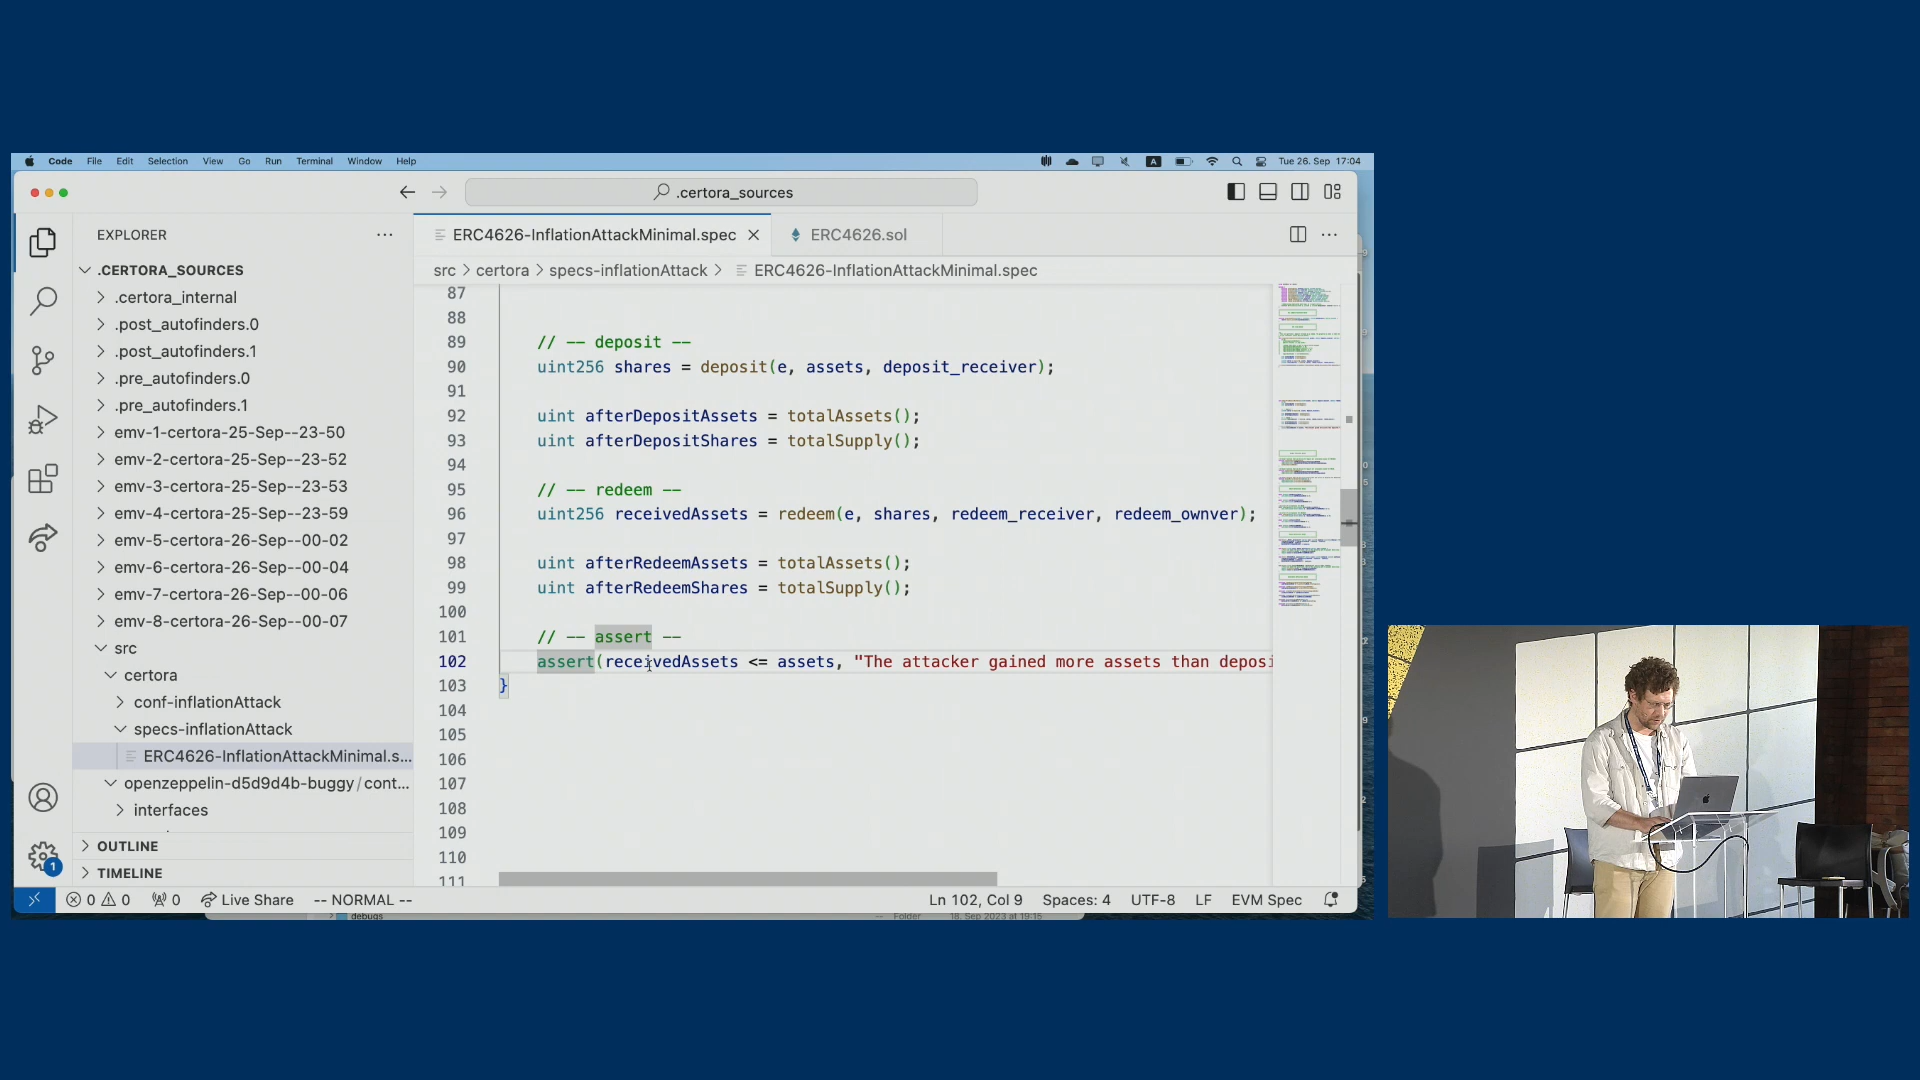 Code File Edit Selection View Go Run Terminal Window Help
A
Tue 26. Sep 17:04
.certora_sources
EXPLORER
.CERTORA_SOURCES
.certora_internal
.post_autofinders.0
.post_autofinders.1
.pre_autofinders.0
.pre_autofinders.1
emv-1-certora-25-Sep--23-50
emv-2-certora-25-Sep--23-52
emv-3-certora-25-Sep--23-53
emv-4-certora-25-Sep--23-59
emv-5-certora-26-Sep--00-02
emv-6-certora-26-Sep--00-04
emv-7-certora-26-Sep--00-06
emv-8-certora-26-Sep--00-07
src
certora
conf-inflationAttack
specs-inflationAttack
ERC4626-InflationAttackMinimal.s...
openzeppelin-d5d9d4b-buggy/cont...
interfaces
OUTLINE
TIMELINE
1
ERC4626-InflationAttackMinimal.spec
ERC4626.sol
src > certora > specs-inflationAttack > ERC4626-InflationAttackMinimal.spec
87
88
89 // -- deposit --
90 uint256 shares = deposit(e, assets, deposit_receiver);
91
92 uint afterDepositAssets = totalAssets();
93 uint afterDepositShares = totalSupply();
94
95 // -- redeem --
96 uint256 receivedAssets = redeem(e, shares, redeem_receiver, redeem_ownver);
97
98 uint afterRedeemAssets = totalAssets();
99 uint afterRedeemShares = totalSupply();
100
101 // -- assert --
102 assert(receivedAssets <= assets, "The attacker gained more assets than deposi
103 }
104
105
106
107
108
109
110
111
0 0 0 Live Share -- NORMAL --
Ln 102, Col 9 Spaces: 4 UTF-8 LF EVM Spec
debugs
-- Folder 18. Sep 2023 at 19:15